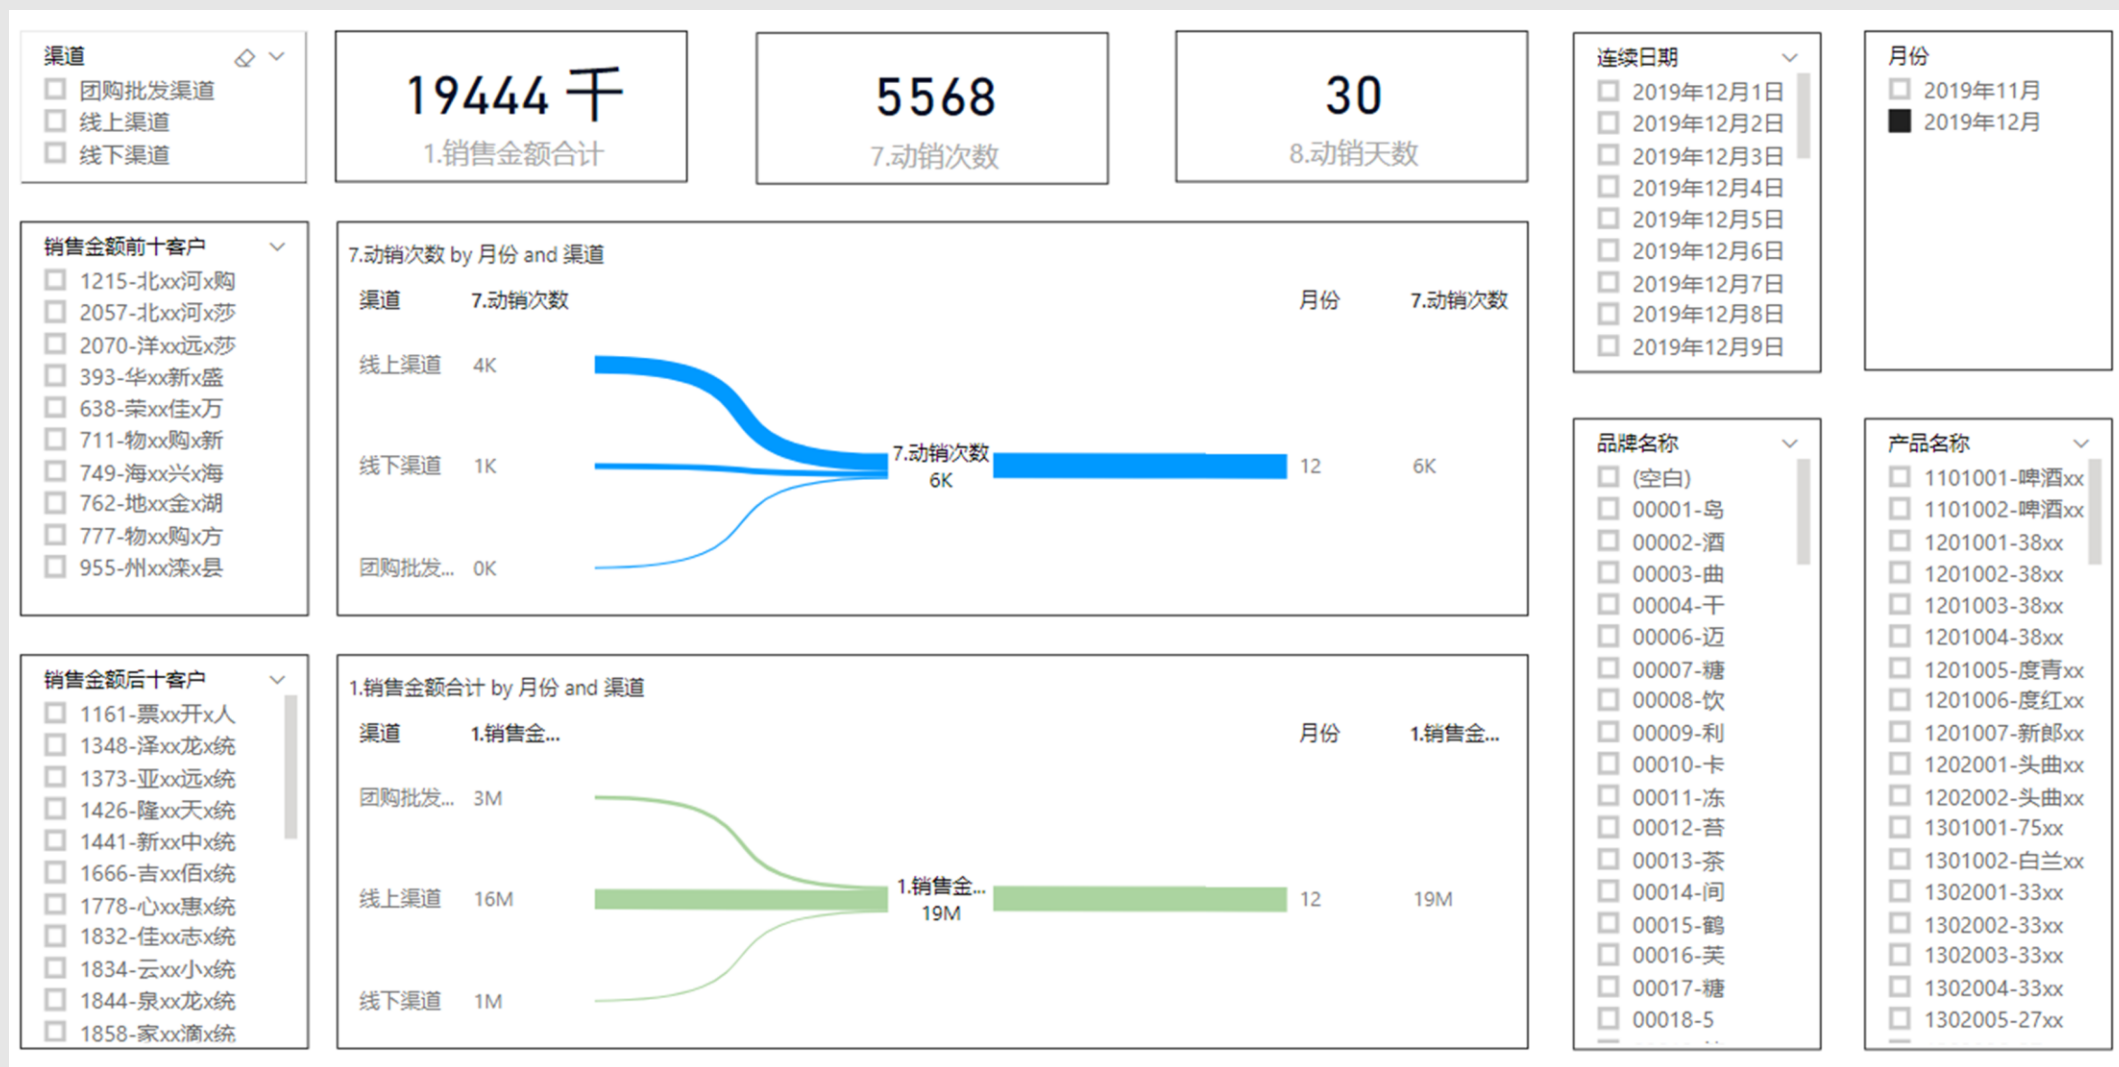 渠道
团购批发渠道
线上渠道
线下渠道
19444 千
1.销售金额合计
5568
7.动销次数
30
8.动销天数
连续日期
2019年12月1日
2019年12月2日
2019年12月3日
2019年12月4日
2019年12月5日
2019年12月6日
2019年12月7日
2019年12月8日
2019年12月9日
月份
2019年11月
2019年12月
销售金额前十客户
1215-北xx河x购
2057-北xx河x莎
2070-洋xx远x莎
393-华xx新x盛
638-荣xx佳x万
711-物xx购x新
749-海xx兴x海
762-地xx金x湖
777-物xx购x方
955-州xx滦x县
7.动销次数 by 月份 and 渠道
渠道 7.动销次数 月份 7.动销次数
线上渠道 4K
线下渠道 1K
团购批发... 0K
7.动销次数
6K
12 6K
品牌名称
(空白)
00001-岛
00002-酒
00003-曲
00004-干
00006-迈
00007-糖
00008-饮
00009-利
00010-卡
00011-冻
00012-苔
00013-茶
00014-间
00015-鹤
00016-芙
00017-糖
00018-5
产品名称
1101001-啤酒xx
1101002-啤酒xx
1201001-38xx
1201002-38xx
1201003-38xx
1201004-38xx
1201005-度青xx
1201006-度红xx
1201007-新郎xx
1202001-头曲xx
1202002-头曲xx
1301001-75xx
1301002-白兰xx
1302001-33xx
1302002-33xx
1302003-33xx
1302004-33xx
1302005-27xx
销售金额后十客户
1161-票xx开x人
1348-泽xx龙x统
1373-亚xx远x统
1426-隆xx天x统
1441-新xx中x统
1666-吉xx佰x统
1778-心xx惠x统
1832-佳xx志x统
1834-云xx小x统
1844-泉xx龙x统
1858-家xx滴x统
1.销售金额合计 by 月份 and 渠道
渠道 1.销售金... 月份 1.销售金...
团购批发... 3M
线上渠道 16M
线下渠道 1M
1.销售金...
19M
12 19M